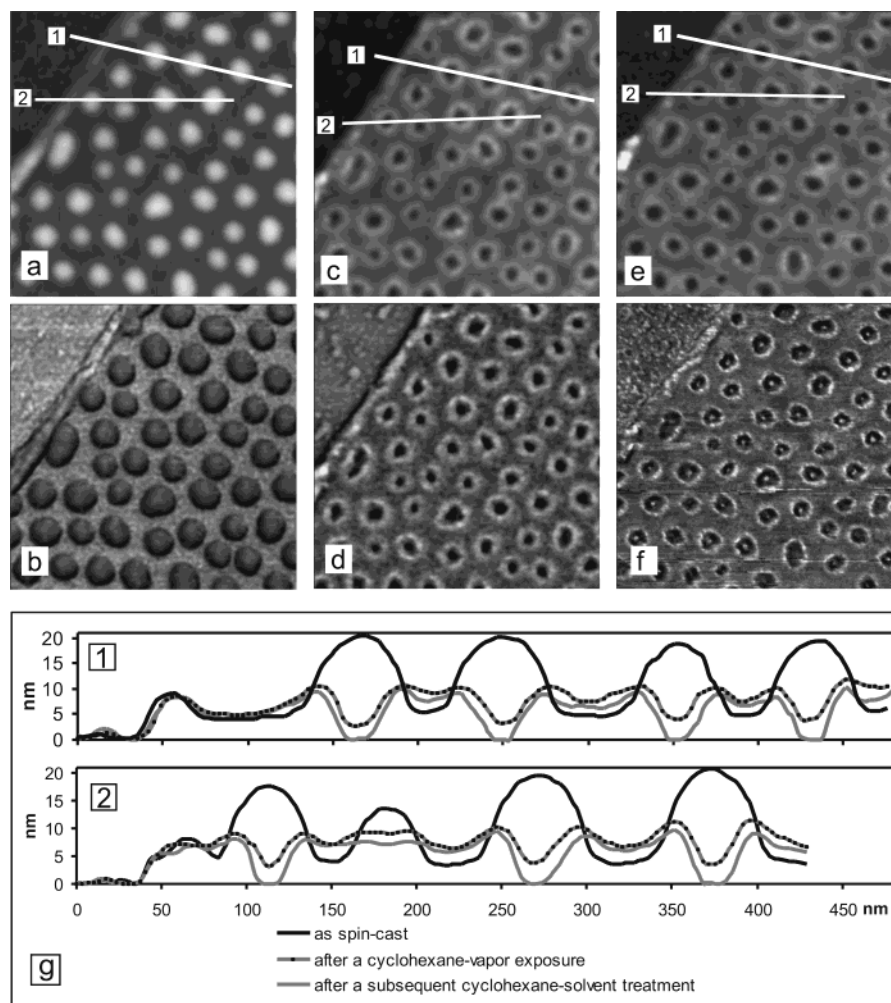 1
2
a
1
2
c
1
2
e
b
d
f
1
20
15
10
5
0
nm
2
20
15
10
5
0
nm
0 50 100 150 200 250 300 350 400 450 nm
as spin-cast
after a cyclohexane-vapor exposure
after a subsequent cyclohexane-solvent treatment
g